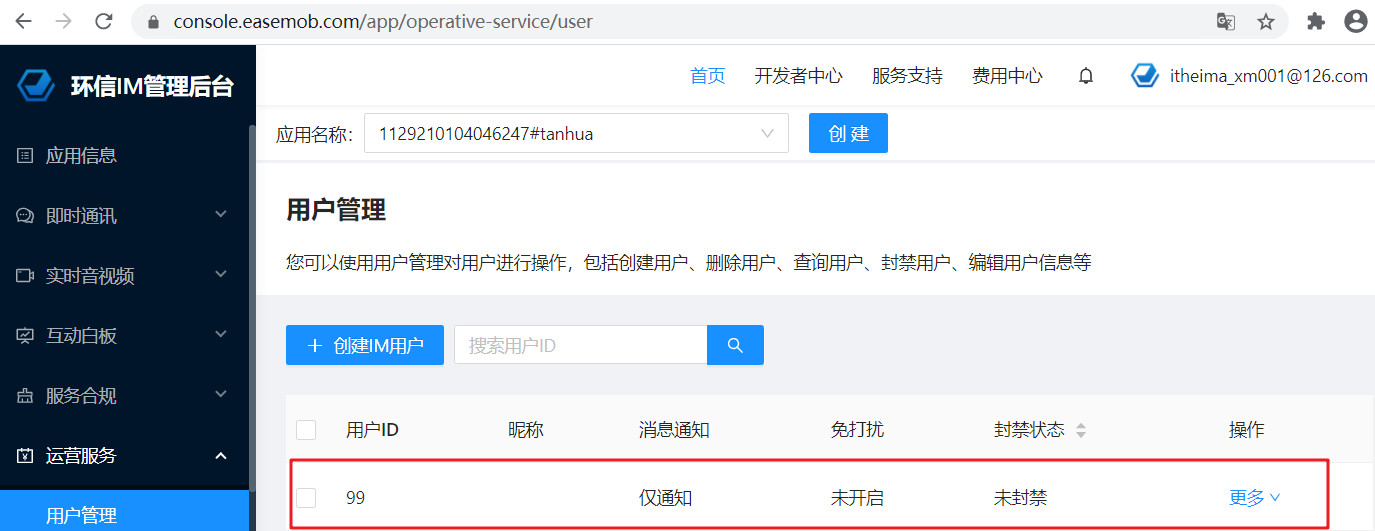 console.easemob.com/app/operative-service/user
环信IM管理后台
首页 开发者中心 服务支持 费用中心 itheima_xm001@126.com
应用名称: 1129210104046247#tanhua 创 建
应用信息
即时通讯
实时音视频
互动白板
服务合规
运营服务
用户管理
用户管理
您可以使用用户管理对用户进行操作，包括创建用户、删除用户、查询用户、封禁用户、编辑用户信息等
+ 创建IM用户 搜索用户ID
用户ID 昵称 消息通知 免打扰 封禁状态 操作
99 仅通知 未开启 未封禁 更多